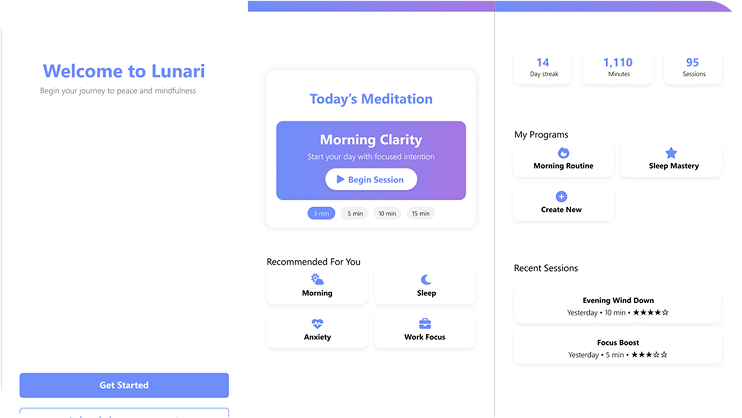 Welcome to Lunari
Begin your journey to peace and mindfulness
Get Started
Today's Meditation
Morning Clarity
Start your day with focused intention
Begin Session
3 min
5 min
10 min
15 min
Recommended For You
Morning
Sleep
Anxiety
Work Focus
14
Day streak
1,110
Minutes
95
Sessions
My Programs
Morning Routine
Sleep Mastery
Create New
Recent Sessions
Evening Wind Down
Yesterday • 10 min • ★★★★☆
Focus Boost
Yesterday • 5 min • ★★★☆☆